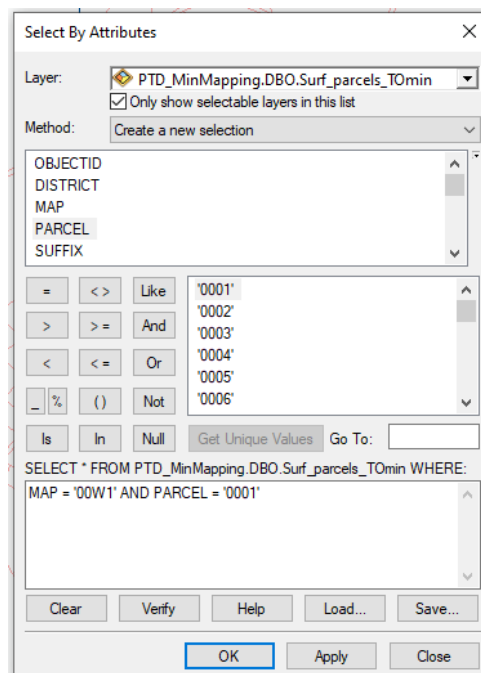 Select By Attributes
Layer: PTD_MinMapping.DBO.Surf_parcels_TOmin
Only show selectable layers in this list
Method: Create a new selection
OBJECTID
DISTRICT
MAP
PARCEL
SUFFIX
= < > Like '0001'
'0002'
> > = And '0003'
'0004'
< < = Or '0005'
_ % () Not '0006'
Is In Null Get Unique Values Go To:
SELECT * FROM PTD_MinMapping.DBO.Surf_parcels_TOmin WHERE:
MAP = '00W1' AND PARCEL = '0001'
Clear Verify Help Load... Save...
OK Apply Close